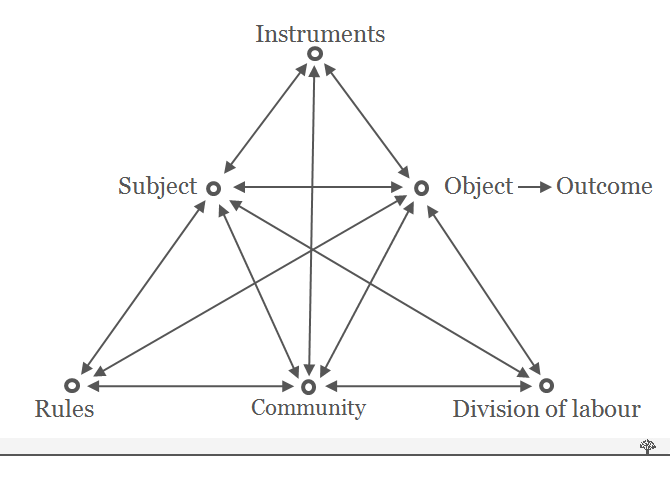 Instruments
Subject
Object
Outcome
Rules
Community
Division of labour